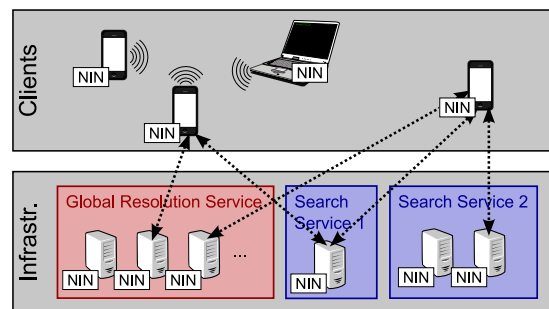 Clients
NIN
NIN
NIN
NIN
Infrastr.
Global Resolution Service
Search
Service 1
Search Service 2
NIN
NIN
NIN
...
NIN
NIN
NIN